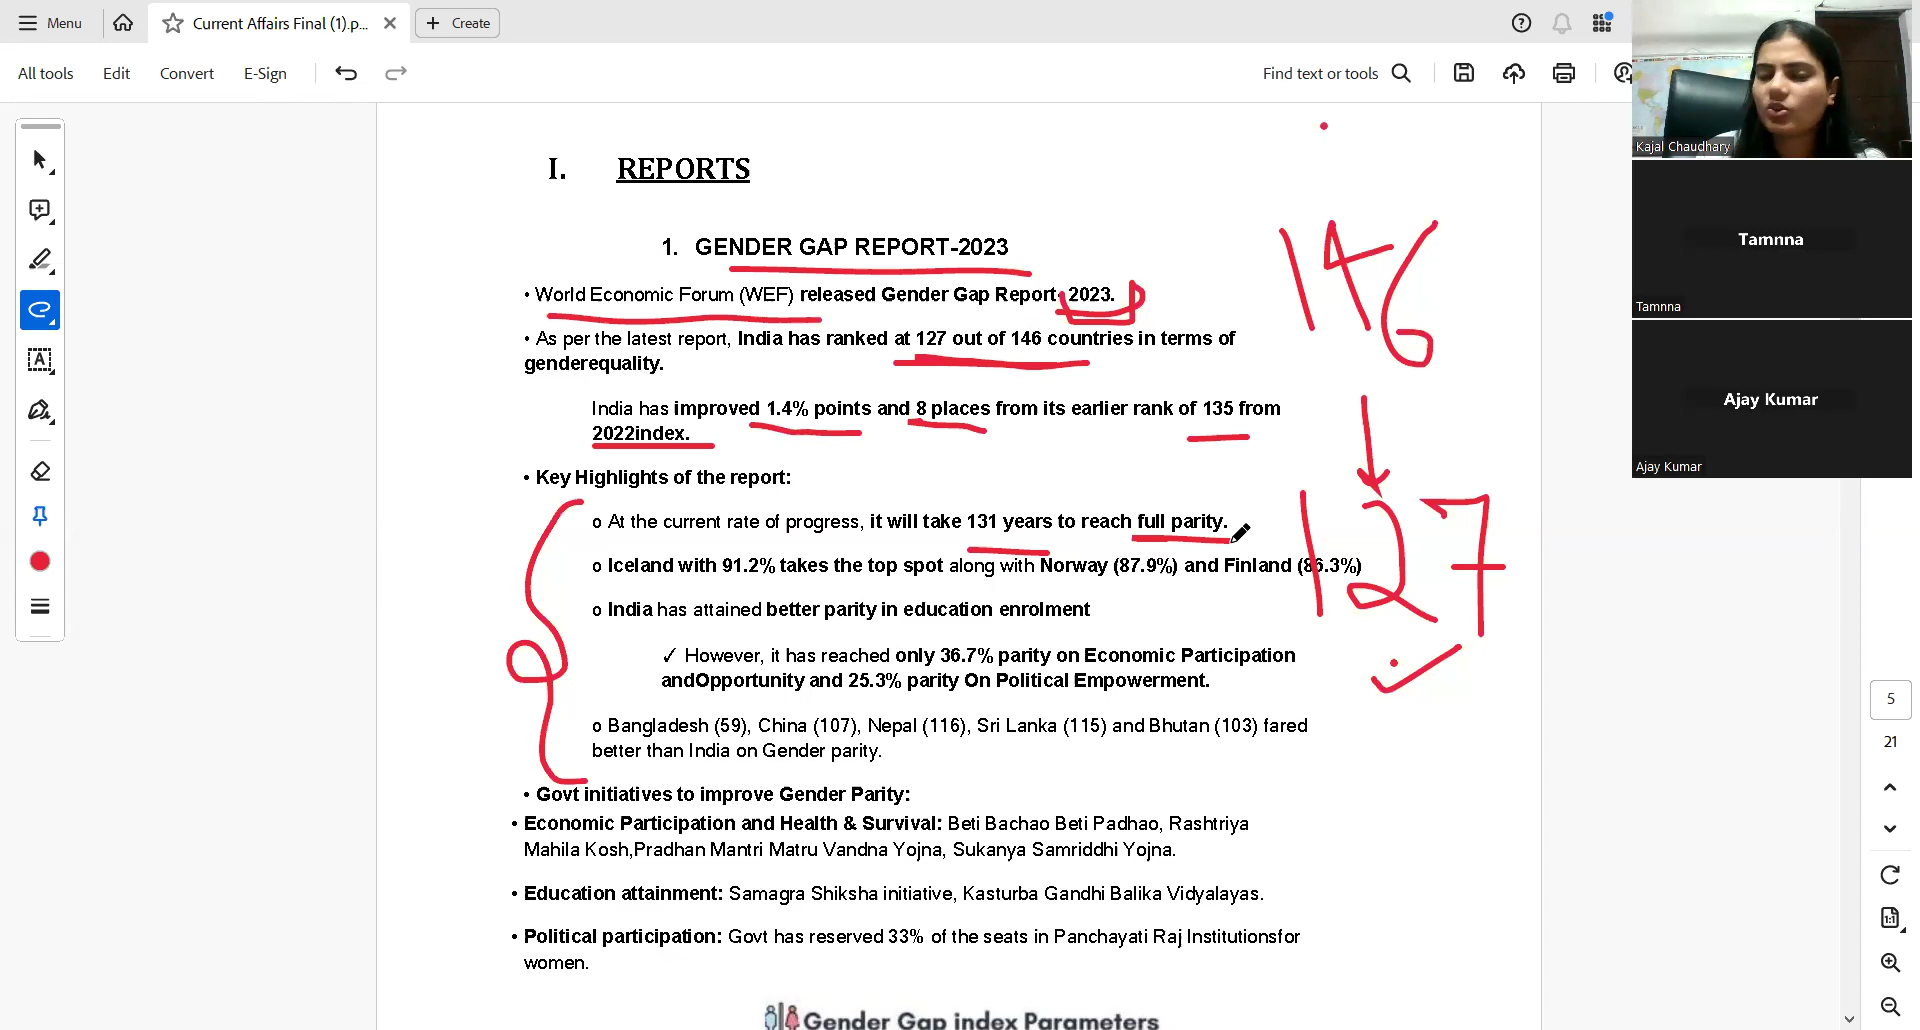 Menu
Current Affairs Final (1).p...
Create
All tools
Edit
Convert
E-Sign
Find text or tools
Kajal Chaudhary
Tamnna
Tamnna
Ajay Kumar
Ajay Kumar
I. REPORTS
1. GENDER GAP REPORT-2023
• World Economic Forum (WEF) released Gender Gap Report- 2023.
• As per the latest report, India has ranked at 127 out of 146 countries in terms of
genderequality.
India has improved 1.4% points and 8 places from its earlier rank of 135 from
2022index.
• Key Highlights of the report:
o At the current rate of progress, it will take 131 years to reach full parity.
o Iceland with 91.2% takes the top spot along with Norway (87.9%) and Finland (86.3%)
o India has attained better parity in education enrolment
✓ However, it has reached only 36.7% parity on Economic Participation
andOpportunity and 25.3% parity On Political Empowerment.
o Bangladesh (59), China (107), Nepal (116), Sri Lanka (115) and Bhutan (103) fared
better than India on Gender parity.
• Govt initiatives to improve Gender Parity:
• Economic Participation and Health & Survival: Beti Bachao Beti Padhao, Rashtriya
Mahila Kosh,Pradhan Mantri Matru Vandna Yojna, Sukanya Samriddhi Yojna.
• Education attainment: Samagra Shiksha initiative, Kasturba Gandhi Balika Vidyalayas.
• Political participation: Govt has reserved 33% of the seats in Panchayati Raj Institutionsfor
women.
Gender Gap index Parameters
146
127
5
21
1:1